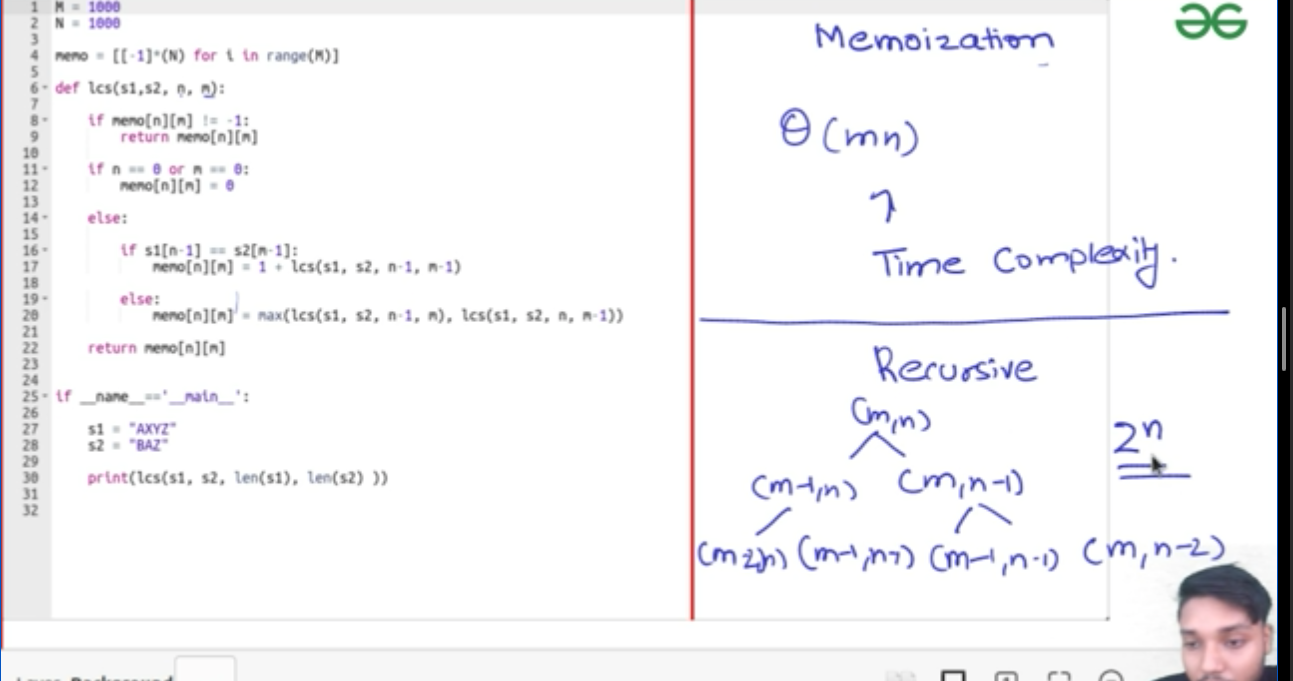 1 M = 1000
2 N = 1000
3
4 memo = [[-1]*(N) for i in range(M)]
5
6 def lcs(s1,s2, n, m):
7
8 if memo[n][m] != -1:
9 return memo[n][m]
10
11 if n == 0 or m == 0:
12 memo[n][m] = 0
13
14 else:
15
16 if s1[n-1] == s2[m-1]:
17 memo[n][m] = 1 + lcs(s1, s2, n-1, m-1)
18
19 else:
20 memo[n][m] = max(lcs(s1, s2, n-1, m), lcs(s1, s2, n, m-1))
21
22 return memo[n][m]
23
24
25 if __name__=='__main__':
26
27 s1 = "AXYZ"
28 s2 = "BAZ"
29
30 print(lcs(s1, s2, len(s1), len(s2) ))
31
32
Memoization
Θ(mn)
Time Complexity.
Recursive
(m,n)
2ⁿ
(m-1,n) (m,n-1)
(m-2,n) (m-1,n-1) (m-1,n-1) (m,n-2)